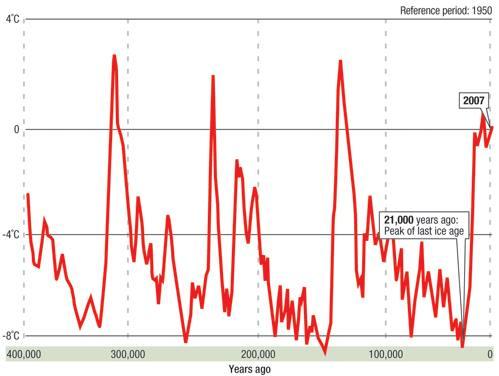 Reference period: 1950
4°C
2007
0
21,000 years ago:
Peak of last ice age
-4°C
-8°C
400,000 300,000 200,000 100,000 0
Years ago